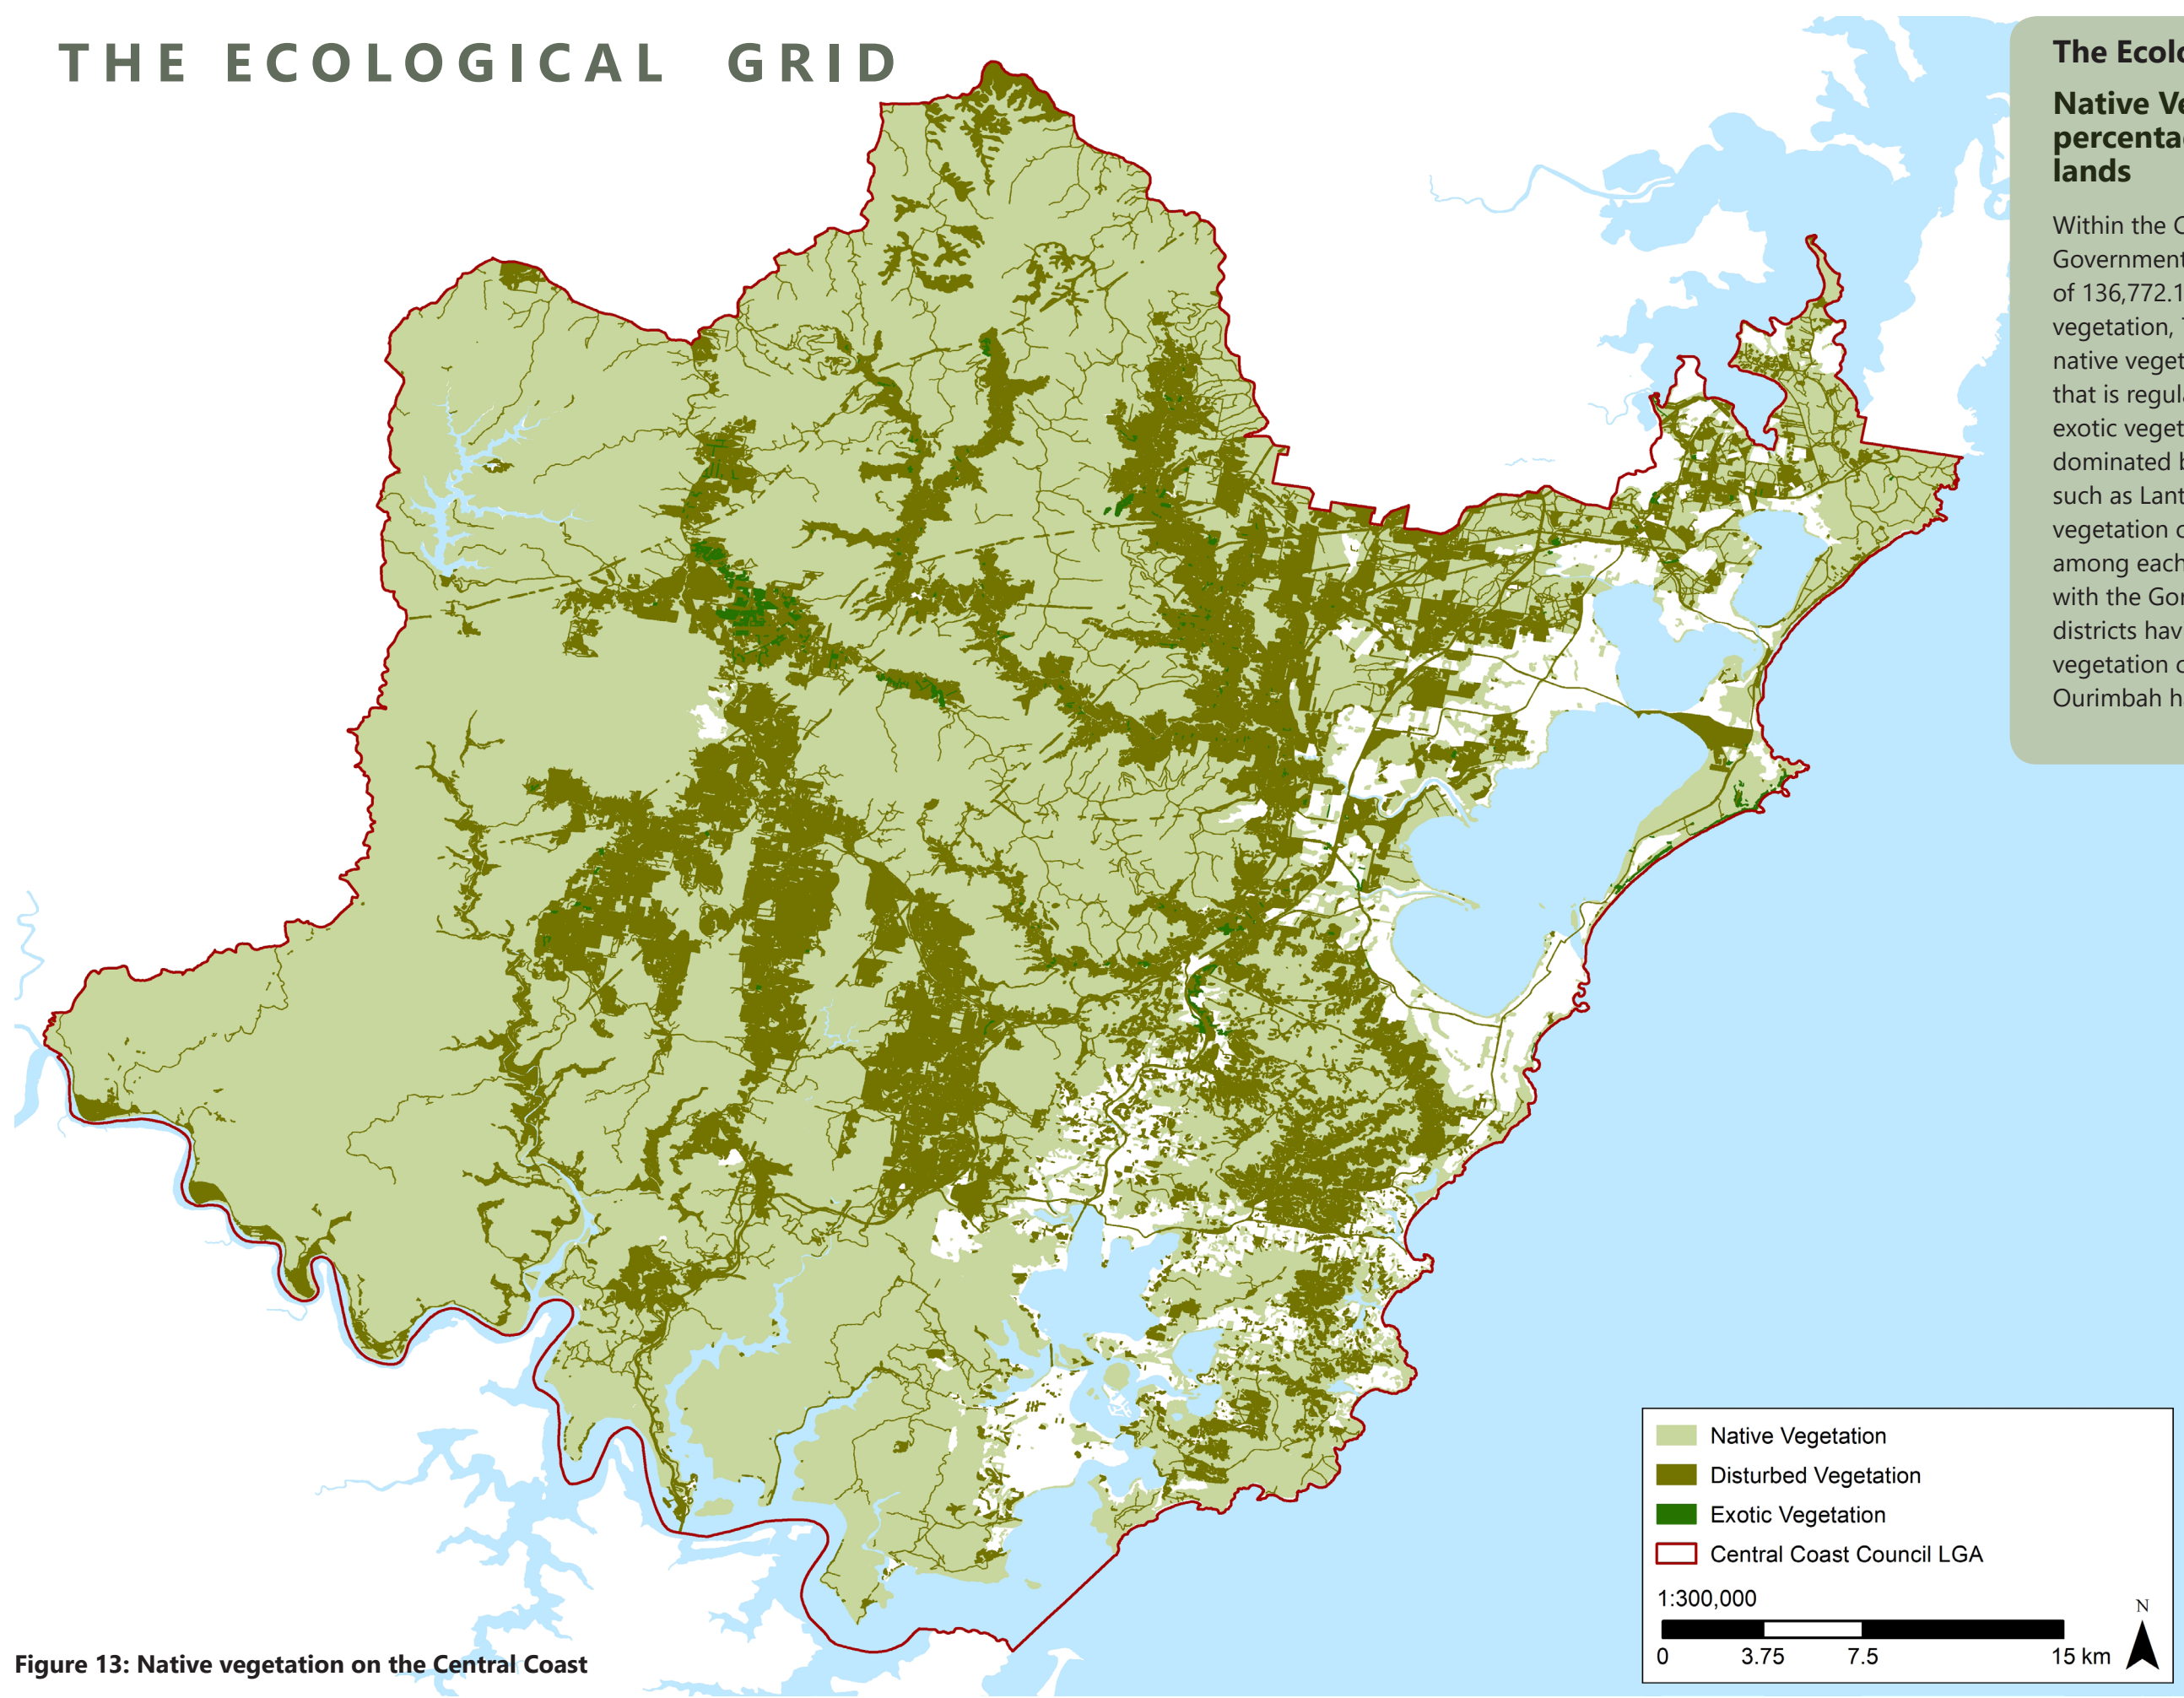 THE ECOLOGICAL GRID
The Ecolo
Native Ve
percenta
lands
Within the C
Government
of 136,772.1
vegetation,
native veget
that is regul
exotic veget
dominated b
such as Lant
vegetation c
among each
with the Gor
districts hav
vegetation c
Ourimbah h
Native Vegetation
Disturbed Vegetation
Exotic Vegetation
Central Coast Council LGA
1:300,000
N
0 3.75 7.5 15 km
Figure 13: Native vegetation on the Central Coast